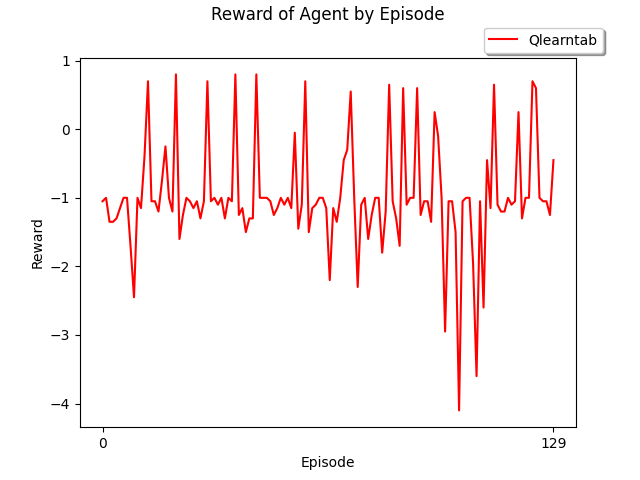 Reward of Agent by Episode
Qlearntab
1
0
−1
−2
−3
−4
Reward
0
129
Episode